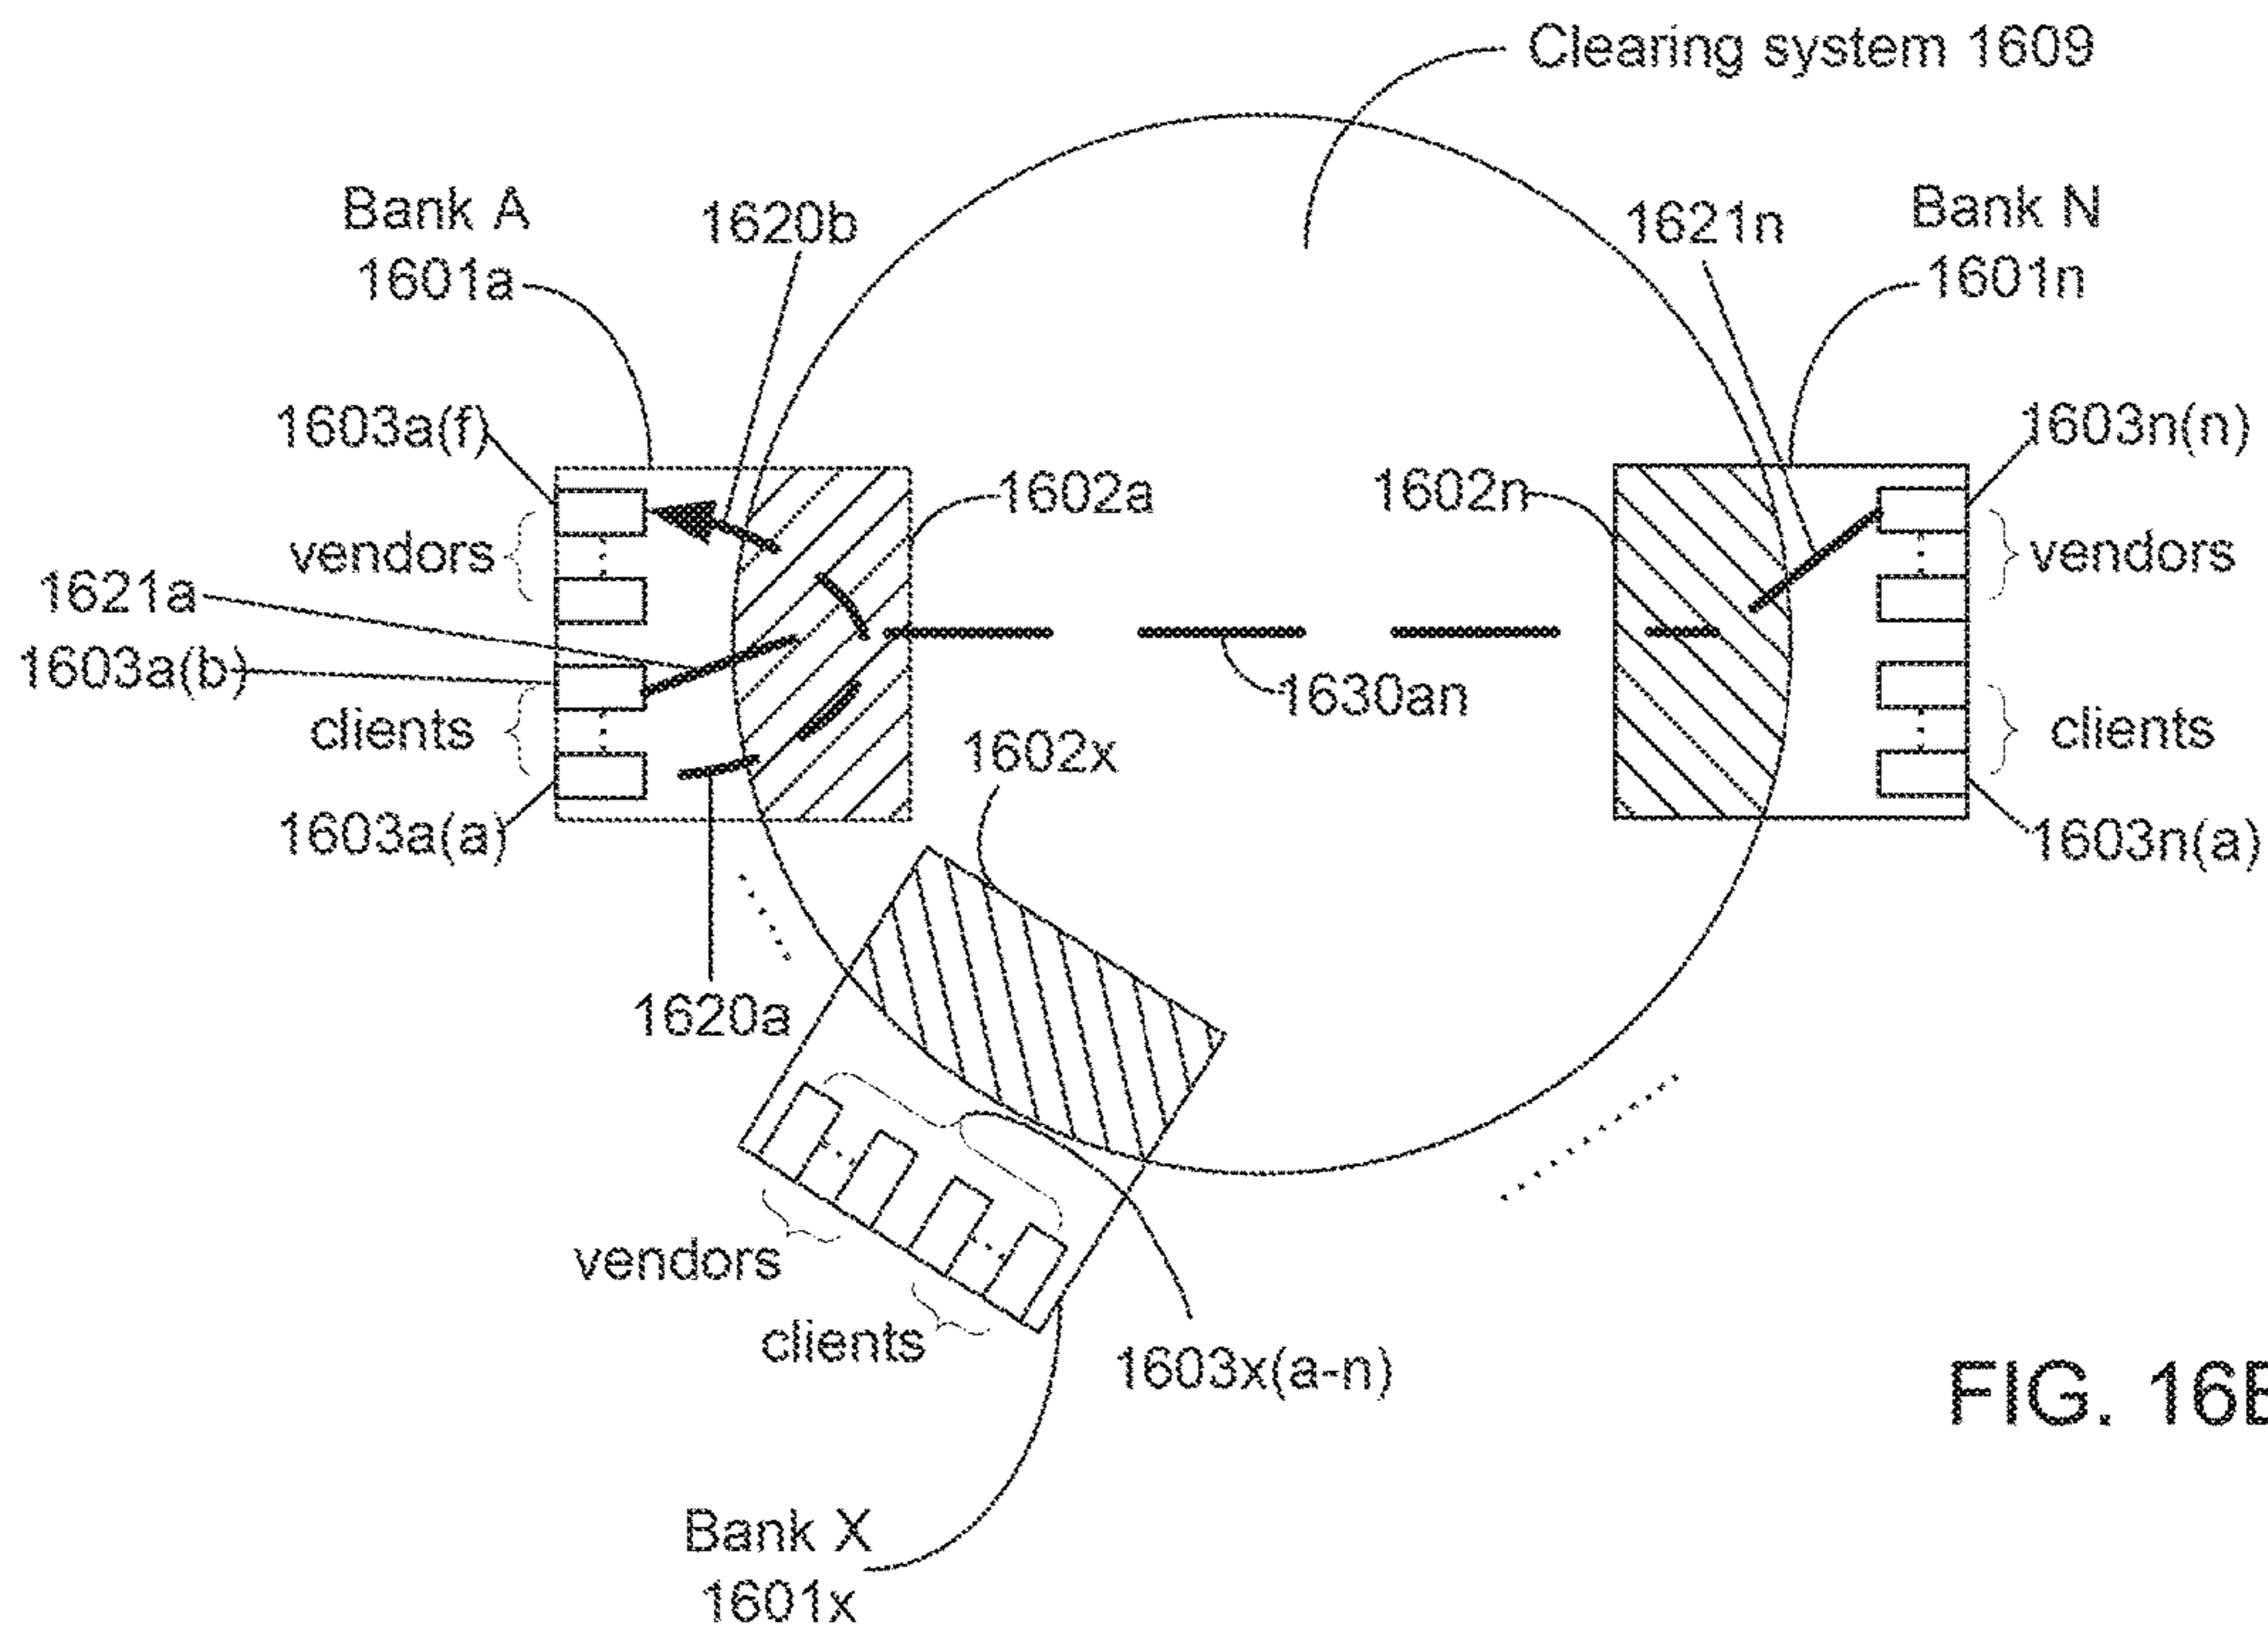 Clearing system 1609
Bank A
1601a
1620b
1621n
Bank N
1601n
1603a(f)
1603n(n)
1602a
1602n
vendors
vendors
1621a
1603a(b)
1630an
clients
clients
1602x
1603a(a)
1603n(a)
1620a
vendors
clients
1603x(a-n)
FIG. 16
Bank X
1601x